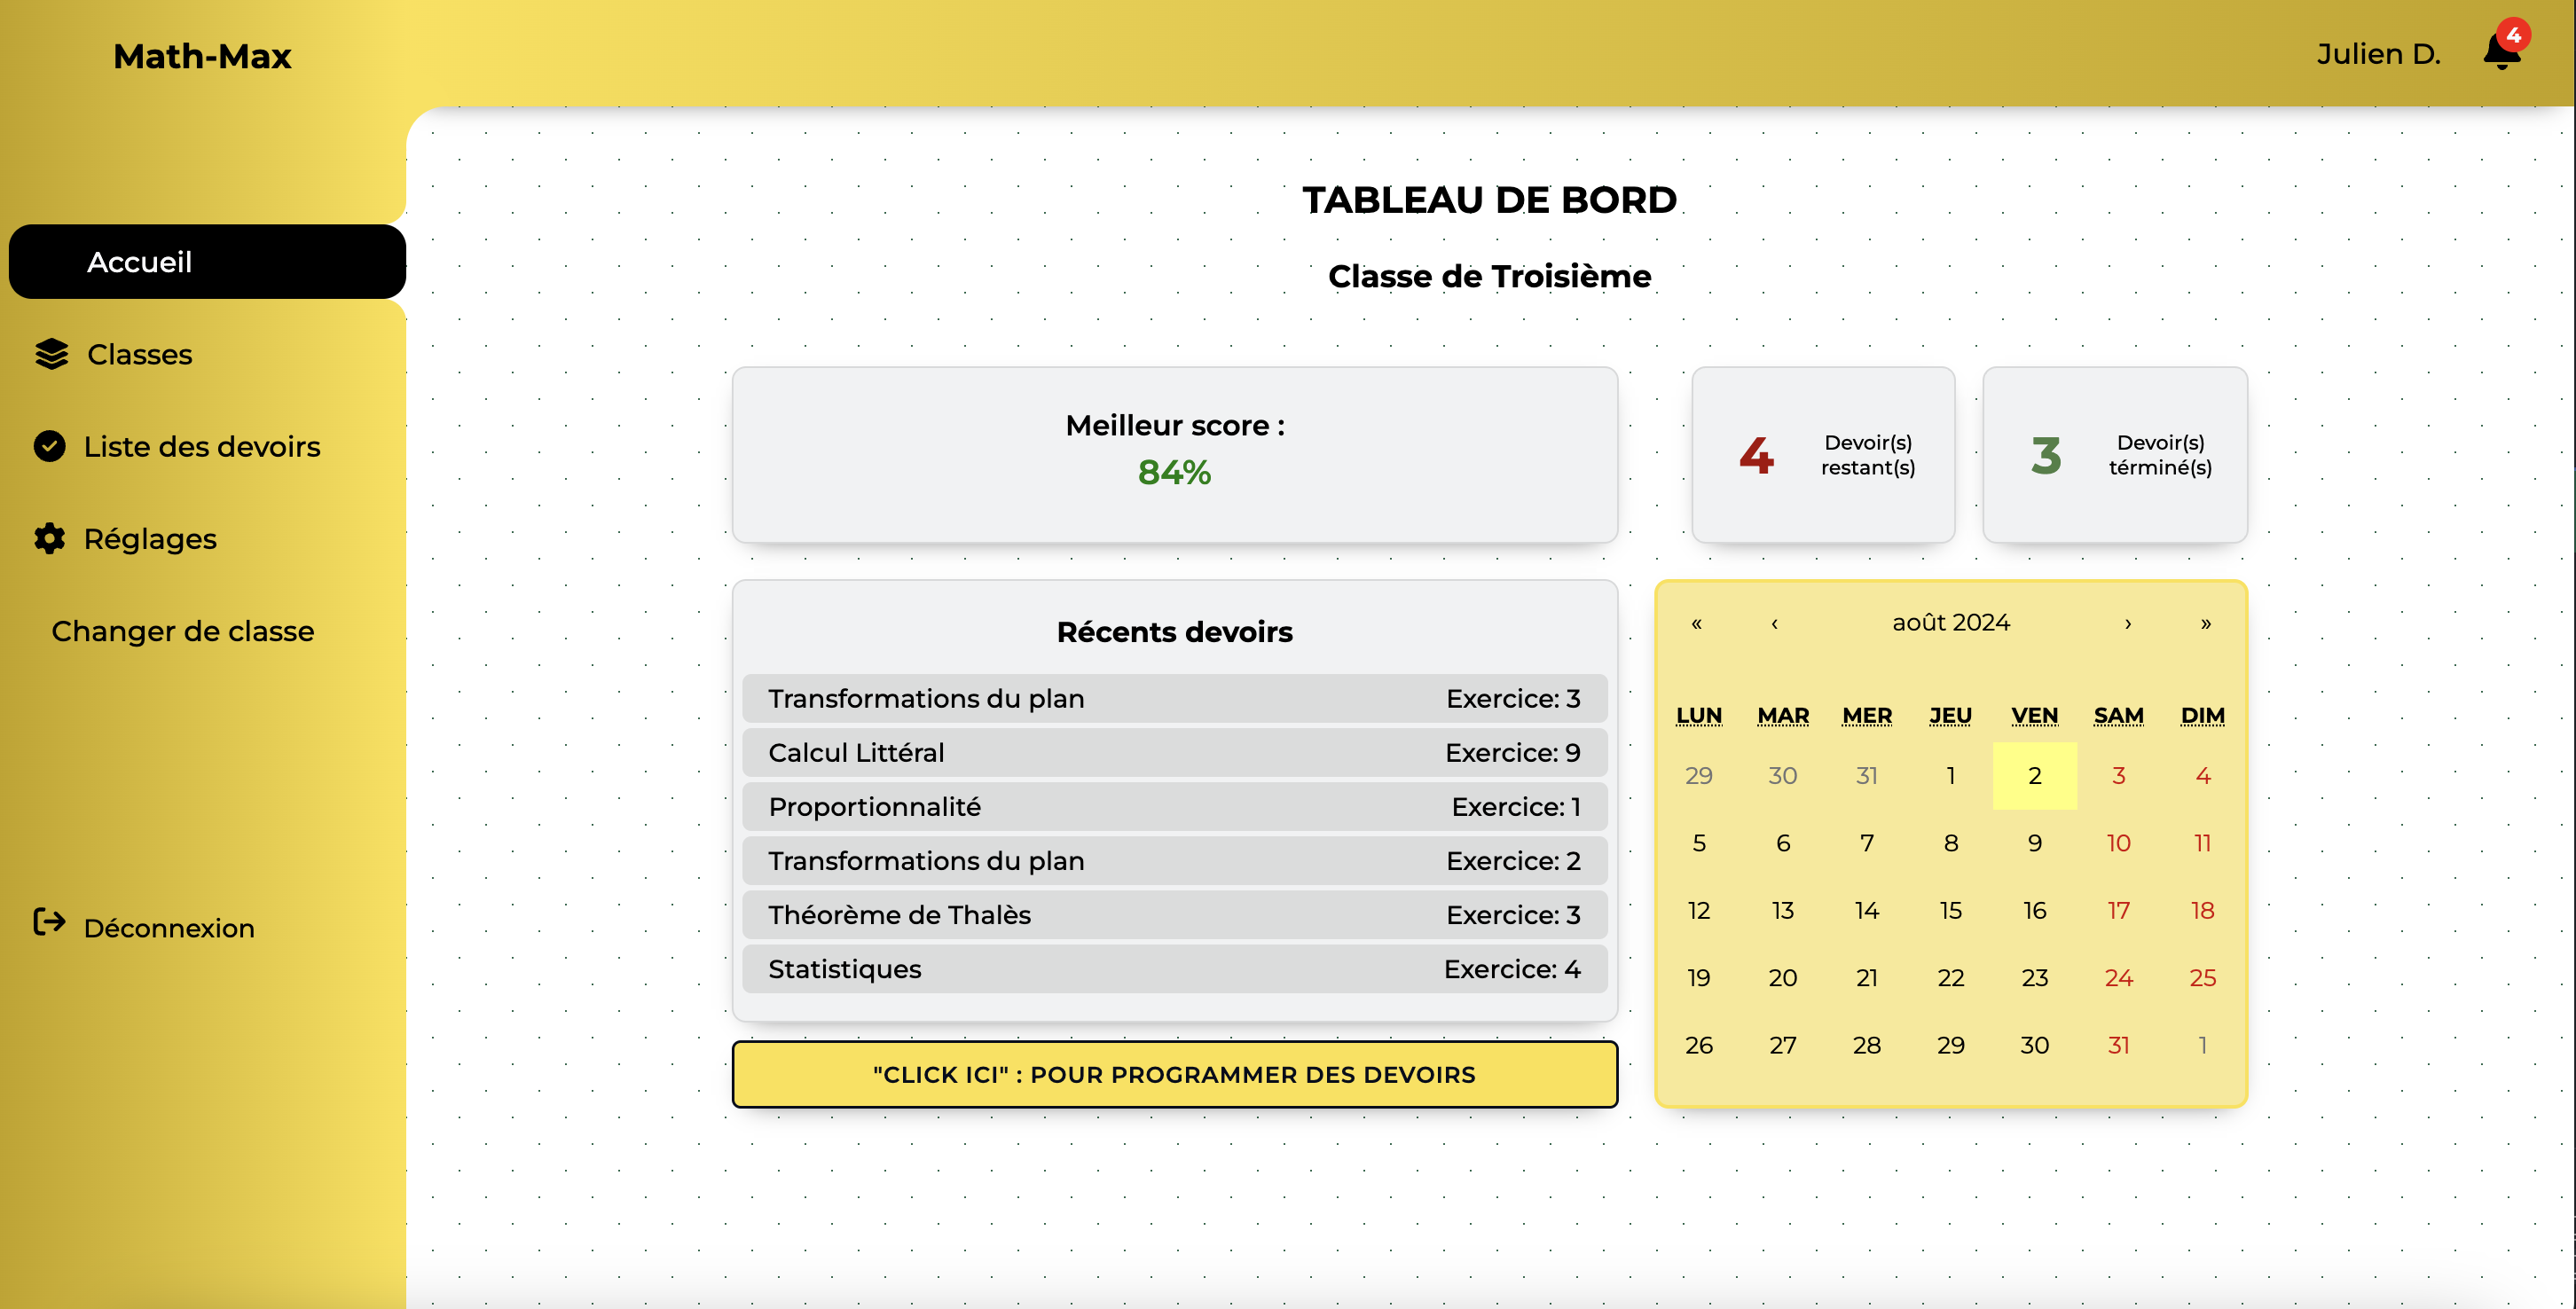 Math-Max
Julien D.
4
Accueil
Classes
Liste des devoirs
Réglages
Changer de classe
Déconnexion
TABLEAU DE BORD
Classe de Troisième
Meilleur score :
84%
4
Devoir(s)
restant(s)
3
Devoir(s)
términé(s)
Récents devoirs
Transformations du plan Exercice: 3
Calcul Littéral Exercice: 9
Proportionnalité Exercice: 1
Transformations du plan Exercice: 2
Théorème de Thalès Exercice: 3
Statistiques Exercice: 4
"CLICK ICI" : POUR PROGRAMMER DES DEVOIRS
« ‹ août 2024 › »
LUN MAR MER JEU VEN SAM DIM
29 30 31 1 2 3 4
5 6 7 8 9 10 11
12 13 14 15 16 17 18
19 20 21 22 23 24 25
26 27 28 29 30 31 1